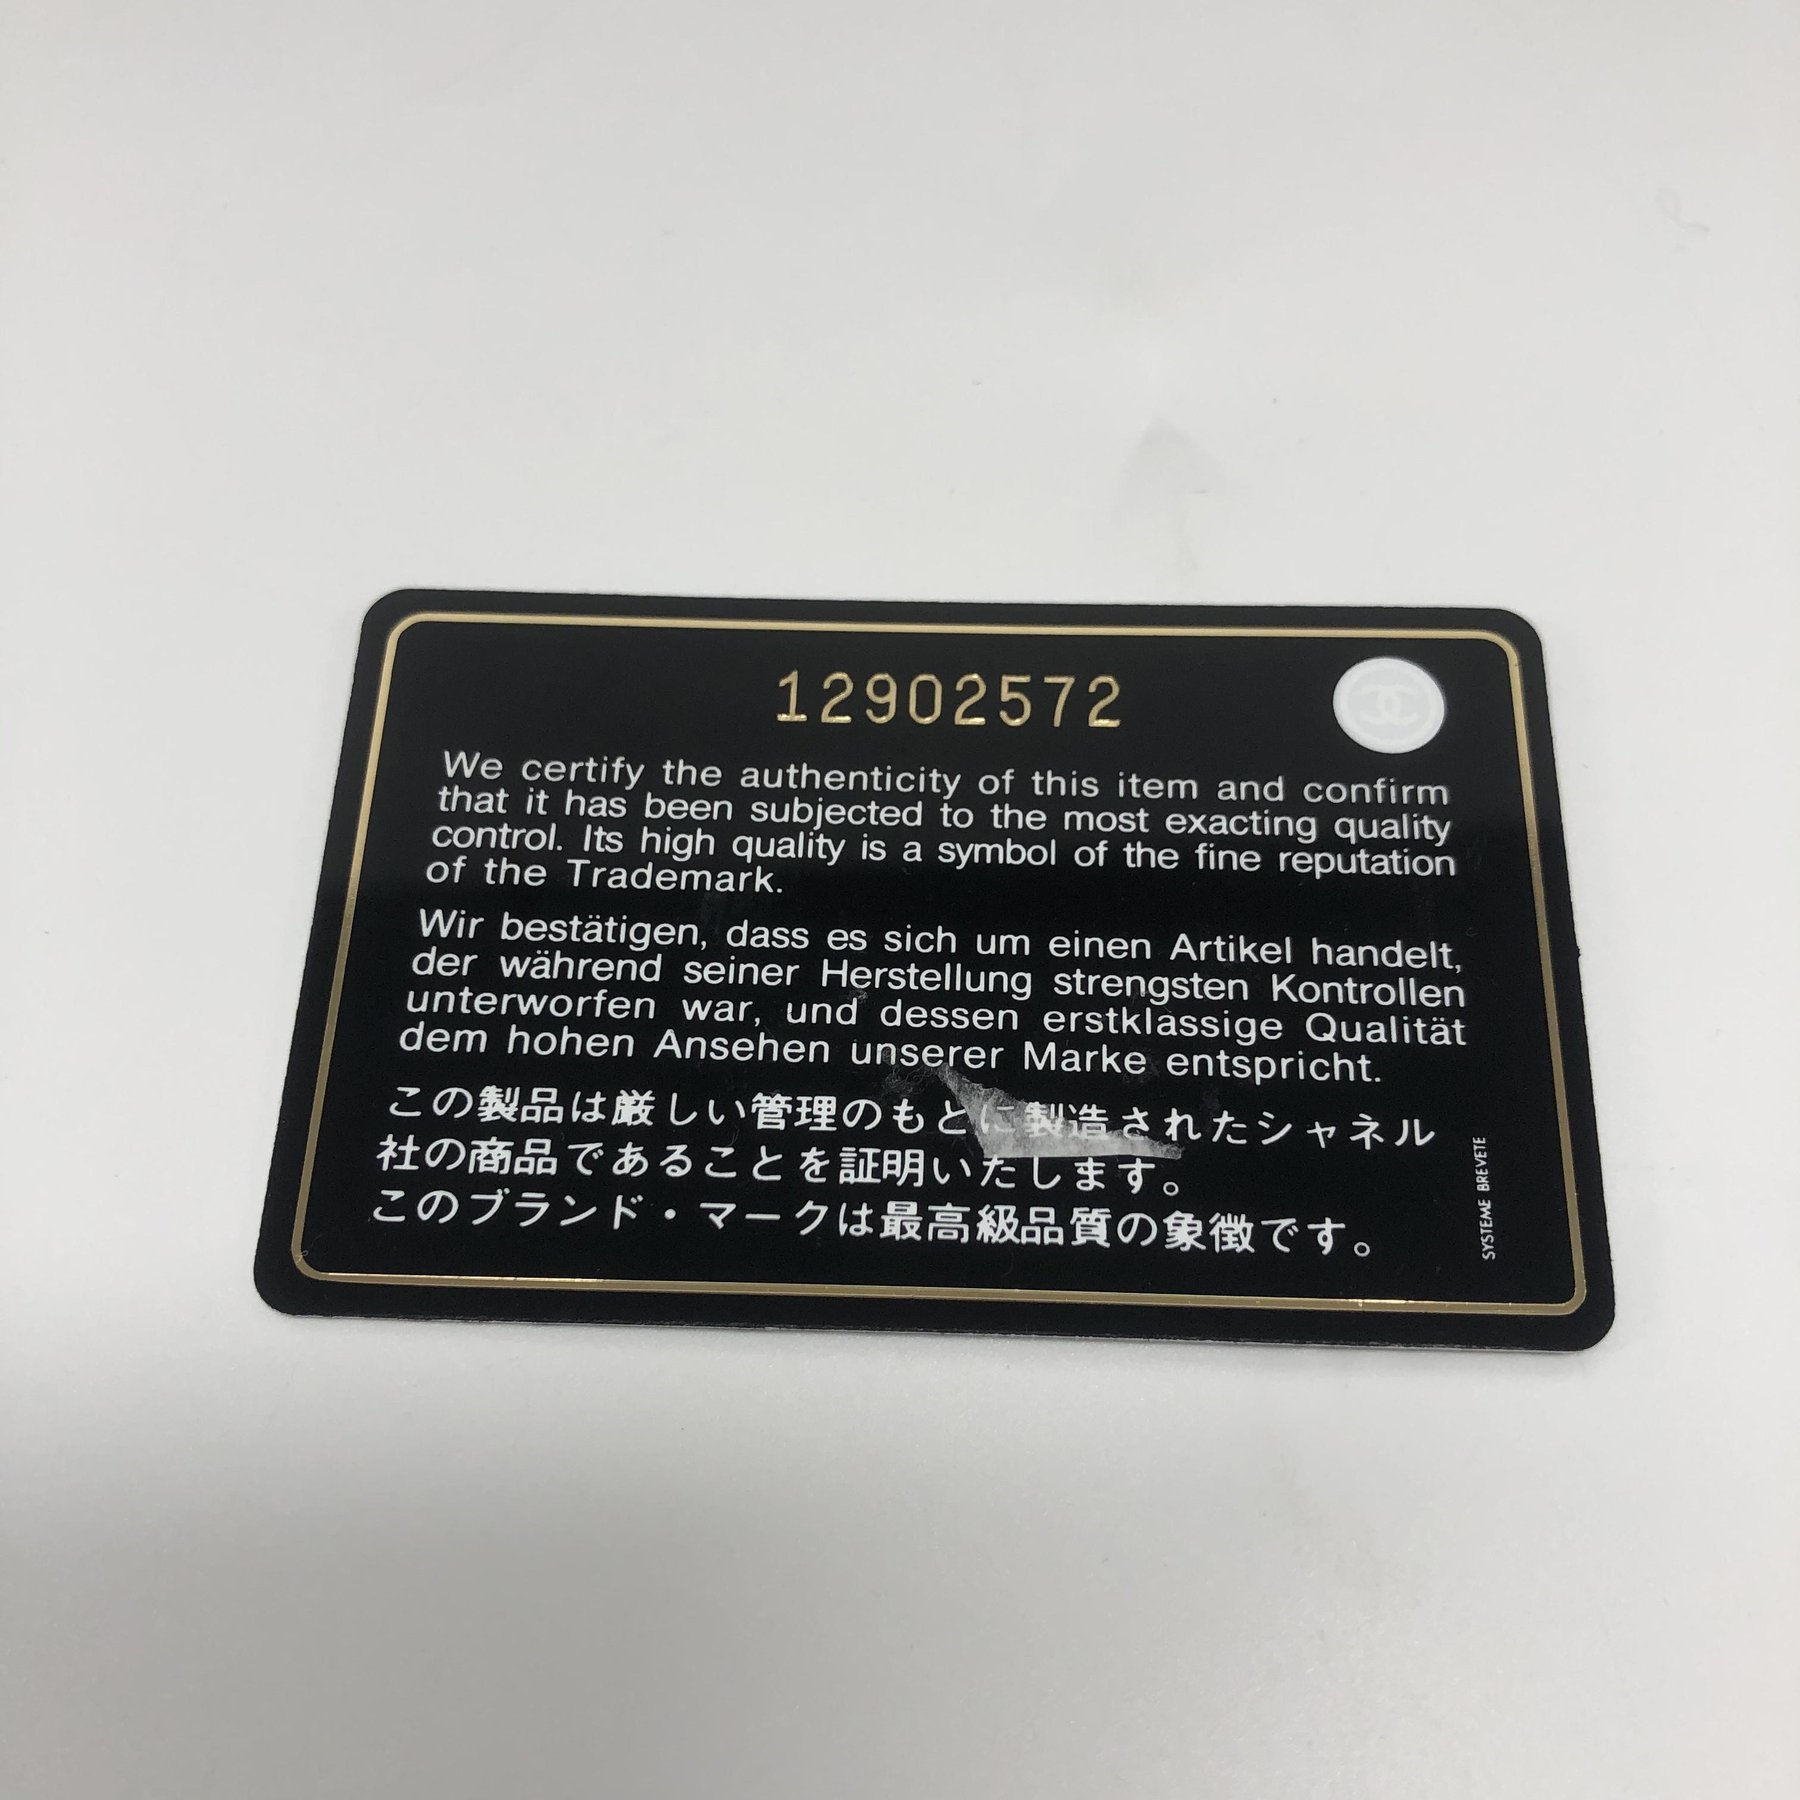 12902572
We certify the authenticity of this item and confirm
that it has been subjected to the most exacting quality
control. Its high quality is a symbol of the fine reputation
of the Trademark.
Wir bestätigen, dass es sich um einen Artikel handelt,
der während seiner Herstellung strengsten Kontrollen
unterworfen war, und dessen erstklassige Qualität
dem hohen Ansehen unserer Marke entspricht.
この製品は厳しい管理のもとに製造されたシャネル
社の商品であることを証明いたします。
このブランド・マークは最高級品質の象徴です。
SYSTEME BREVETE